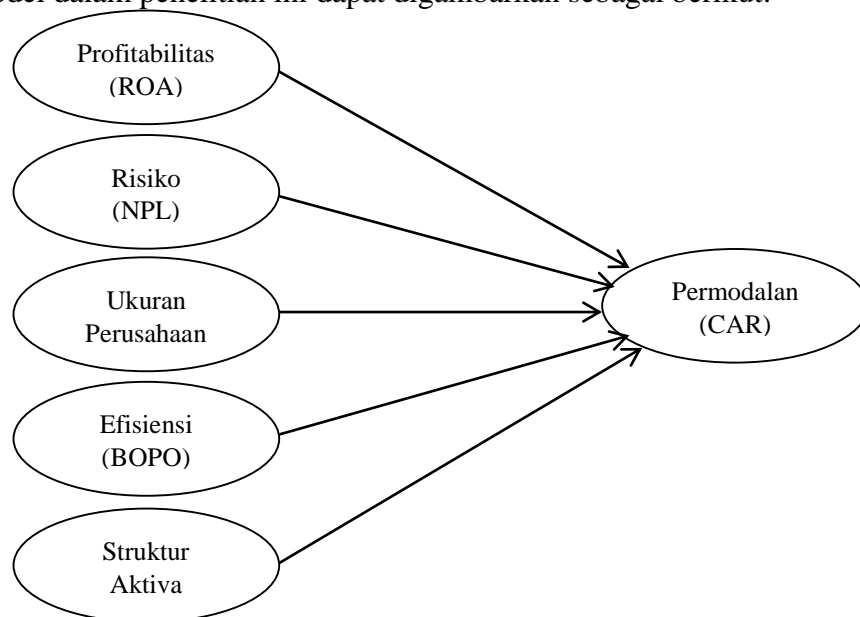 dalam penelitian ini dapat digambarkan sebagai berikut:
Profitabilitas
(ROA)
Risiko
(NPL)
Ukuran
Perusahaan
Efisiensi
(BOPO)
Struktur
Aktiva
Permodalan
(CAR)